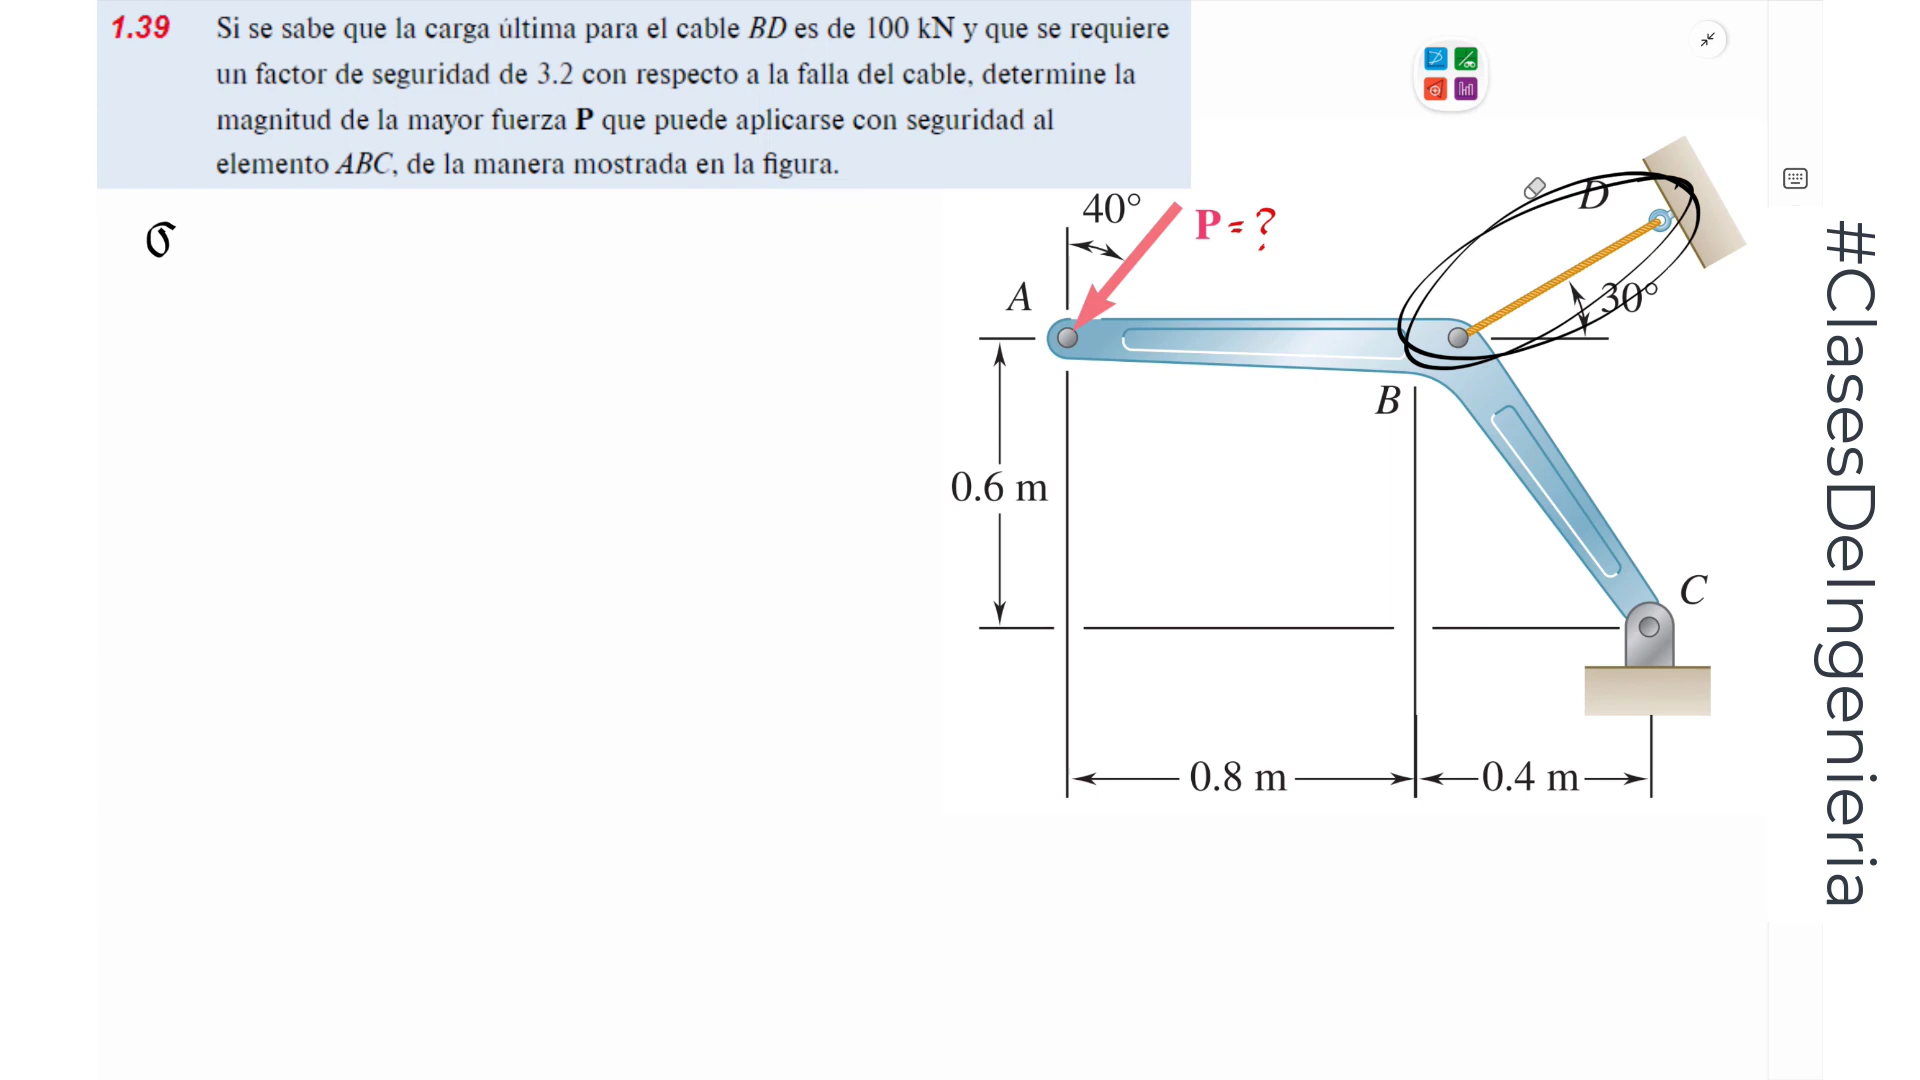 1.39 Si se sabe que la carga última para el cable BD es de 100 kN y que se requiere
un factor de seguridad de 3.2 con respecto a la falla del cable, determine la
magnitud de la mayor fuerza P que puede aplicarse con seguridad al
elemento ABC, de la manera mostrada en la figura.
σ
40°
P = ?
D
A
30°
B
0.6 m
C
0.8 m
0.4 m
#ClasesDeIngenieria